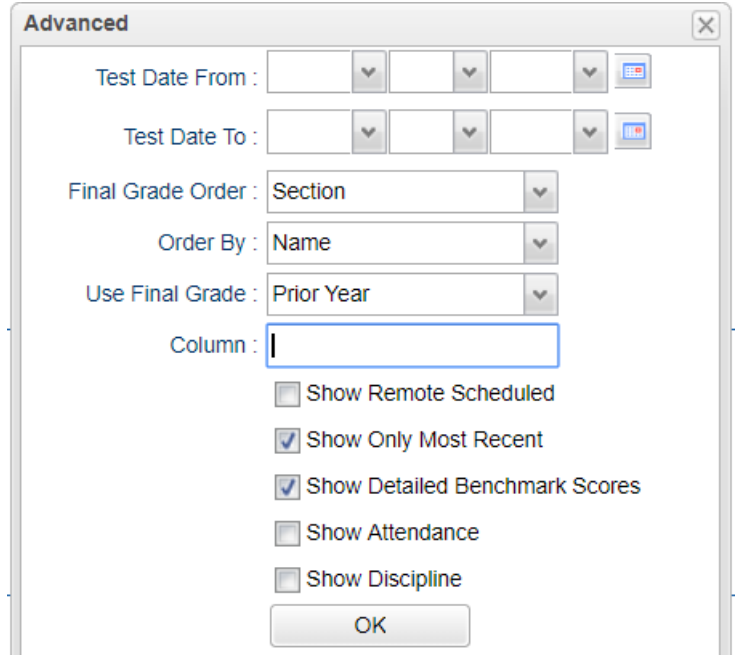 Advanced
Test Date From :
Test Date To :
Final Grade Order : Section
Order By : Name
Use Final Grade : Prior Year
Column :
Show Remote Scheduled
Show Only Most Recent
Show Detailed Benchmark Scores
Show Attendance
Show Discipline
OK